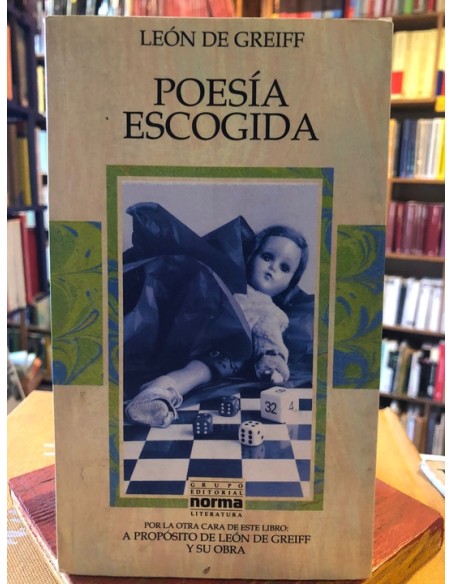 LEÓN DE GREIFF
POESÍA
ESCOGIDA
32 4
GRUPO
EDITORIAL
norma
LITERATURA
POR LA OTRA CARA DE ESTE LIBRO:
A PROPÓSITO DE LEÓN DE GREIFF
Y SU OBRA